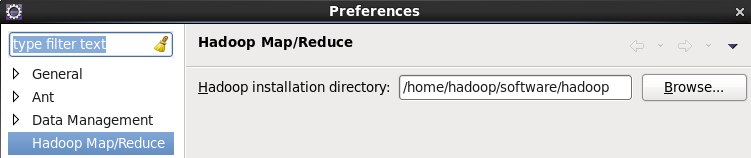 Preferences
type filter text
General
Ant
Data Management
Hadoop Map/Reduce
Hadoop Map/Reduce
Hadoop installation directory: /home/hadoop/software/hadoop Browse...